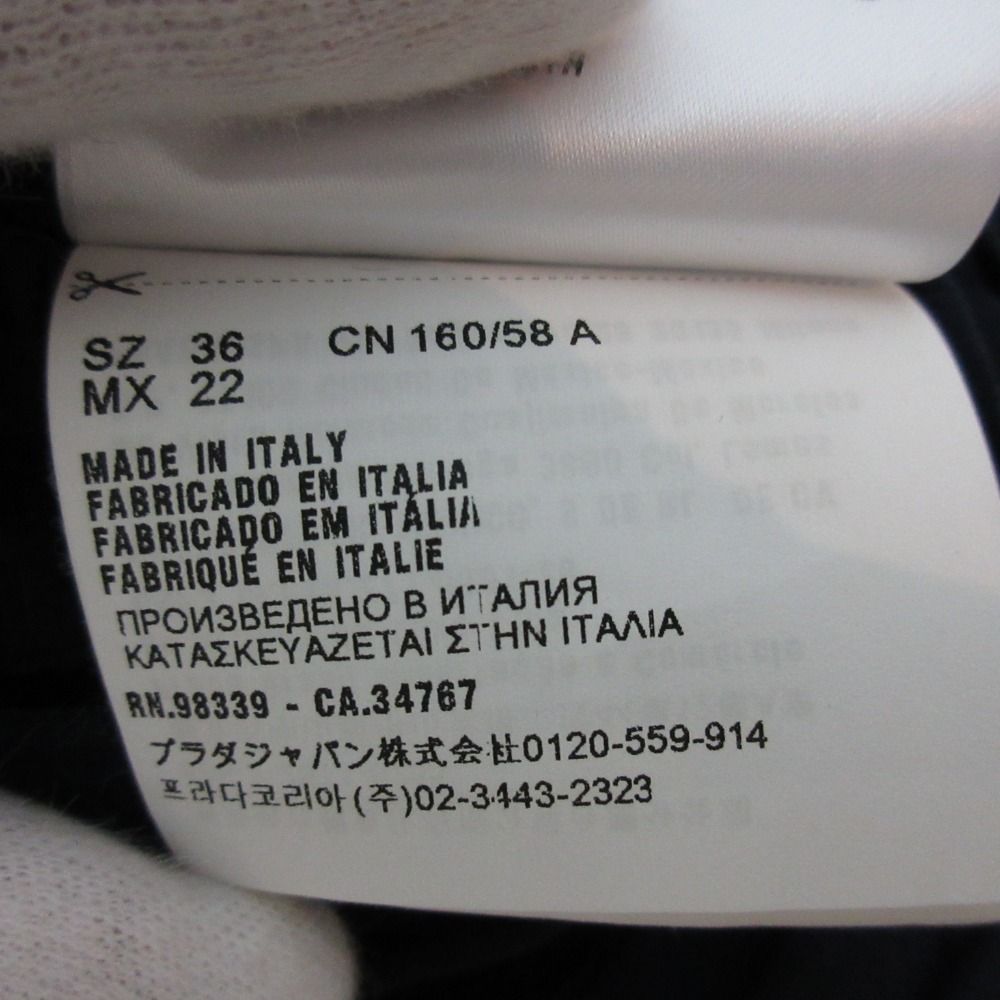 SZ 36 CN 160/58 A
MX 22
MADE IN ITALY
FABRICADO EN ITALIA
FABRICADO EM ITÁLIA
FABRIQUÉ EN ITALIE
ПРОИЗВЕДЕНО В ИТАЛИЯ
ΚΑΤΑΣΚΕΥΑΖΕΤΑΙ ΣΤΗΝ ΙΤΑΛΙΑ
RN.98339 - CA.34767
プラダジャパン株式会社0120-559-914
프라다코리아(주)02-3443-2323